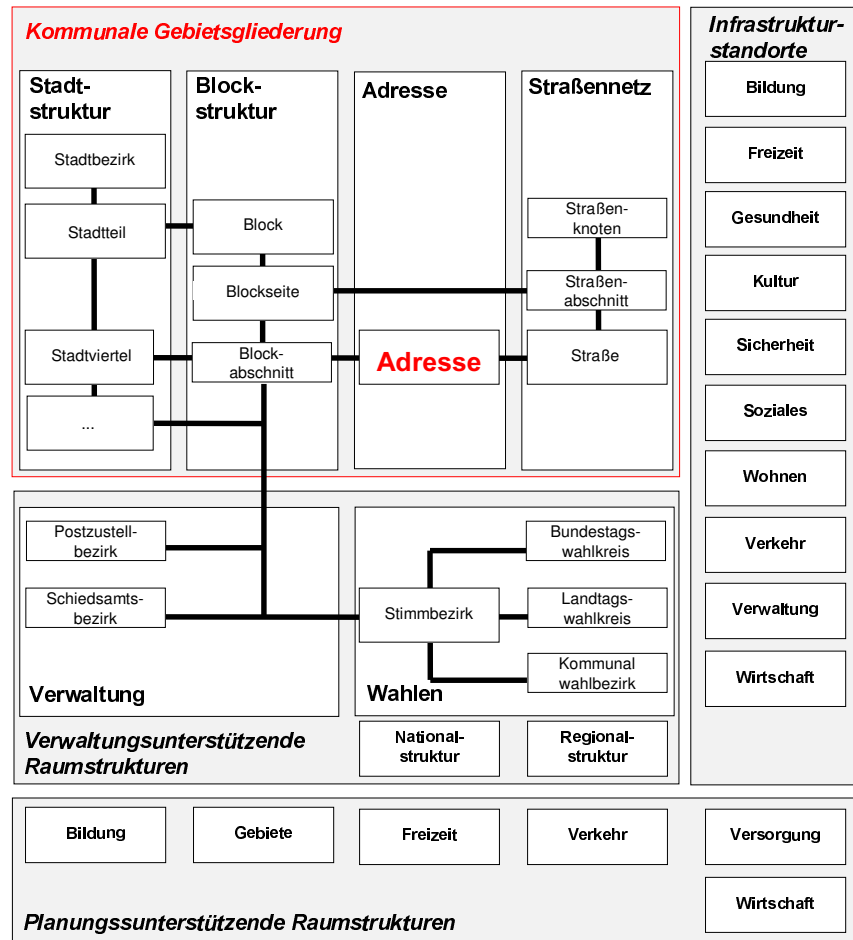 Kommunale Gebietsgliederung
Stadt-
struktur
Stadtbezirk
Stadtteil
Stadtviertel
...
Block-
struktur
Block
Blockseite
Block-
abschnitt
Adresse
Adresse
Straßennetz
Straßen-
knoten
Straßen-
abschnitt
Straße
Postzustell-
bezirk
Schiedsamts-
bezirk
Verwaltung
Stimmbezirk
Bundestags-
wahlkreis
Landtags-
wahlkreis
Kommunal
wahlbezirk
Wahlen
Verwaltungsunterstützende
Raumstrukturen
National-
struktur
Regional-
struktur
Infrastruktur-
standorte
Bildung
Freizeit
Gesundheit
Kultur
Sicherheit
Soziales
Wohnen
Verkehr
Verwaltung
Wirtschaft
Bildung
Gebiete
Freizeit
Verkehr
Versorgung
Wirtschaft
Planungssunterstützende Raumstrukturen